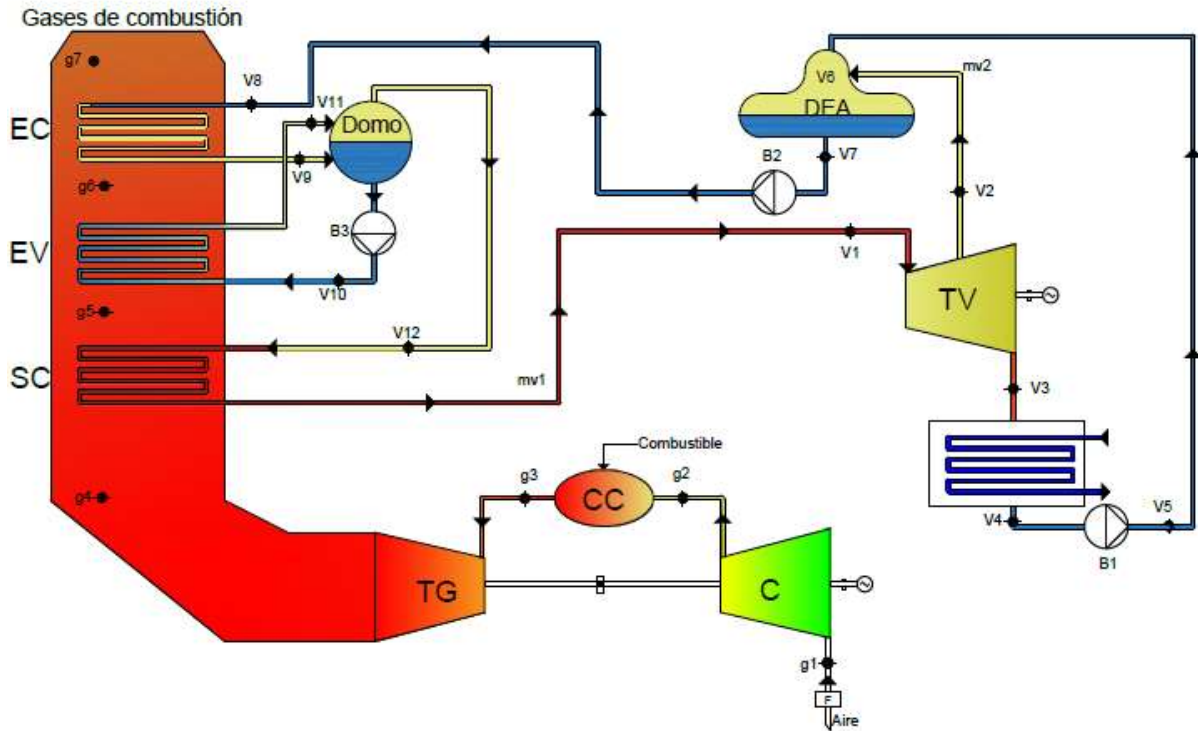 Gases de combustión
g7
V8
V11
Domo
V6
mv2
DFA
EC
V9
B2
V7
g6
V2
EV
B3
V1
V10
TV
g5
V12
SC
mv1
V3
Combustible
g4
g3
CC
g2
V4
V5
B1
TG
C
g1
F
Aire